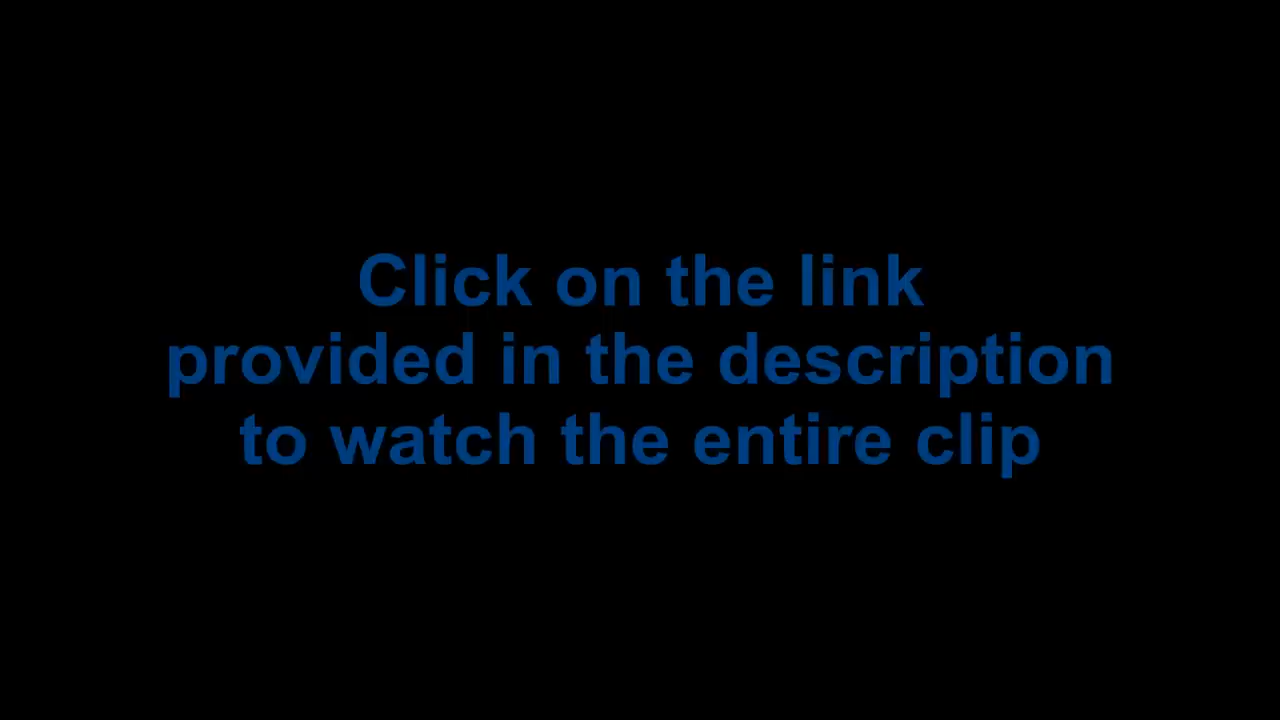 Click on the link
provided in the description
to watch the entire clip